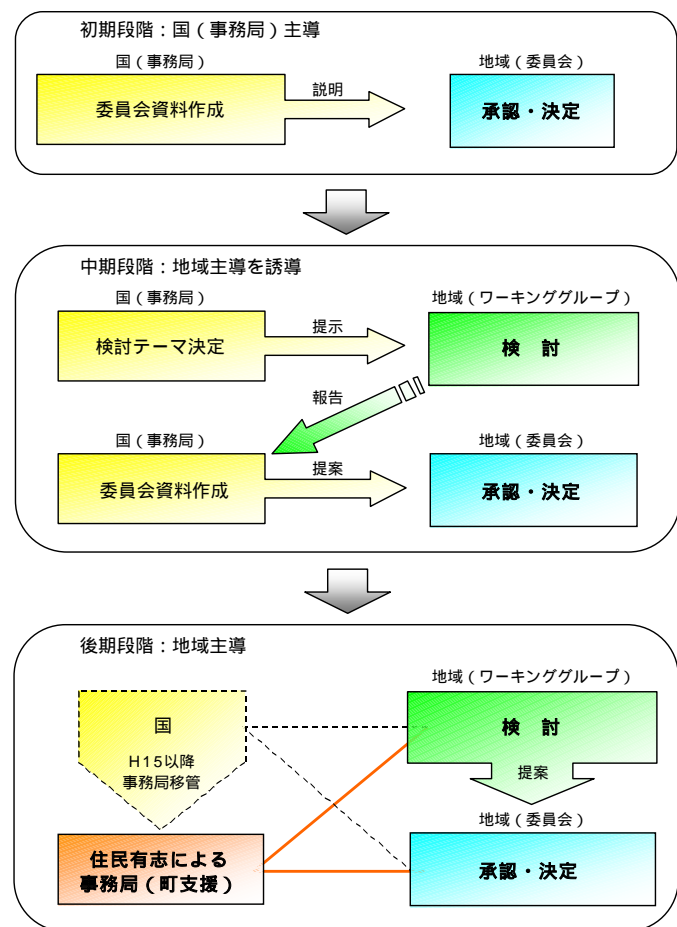 初期段階：国（事務局）主導
国（事務局）
地域（委員会）
委員会資料作成
説明
承認・決定
中期段階：地域主導を誘導
国（事務局）
地域（ワーキンググループ）
検討テーマ決定
提示
検　討
報告
国（事務局）
地域（委員会）
委員会資料作成
提案
承認・決定
後期段階：地域主導
地域（ワーキンググループ）
国
検　討
H15以降
事務局移管
提案
地域（委員会）
住民有志による
事務局（町支援）
承認・決定